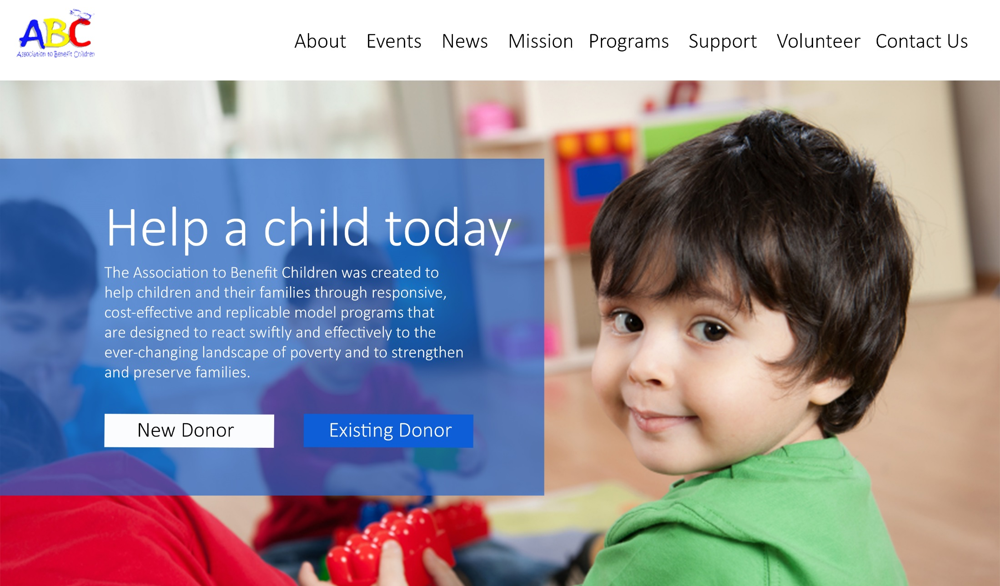 ABC
Association to Benefit Children
About Events News Mission Programs Support Volunteer Contact Us
Help a child today
The Association to Benefit Children was created to
help children and their families through responsive,
cost-effective and replicable model programs that
are designed to react swiftly and effectively to the
ever-changing landscape of poverty and to strengthen
and preserve families.
New Donor Existing Donor